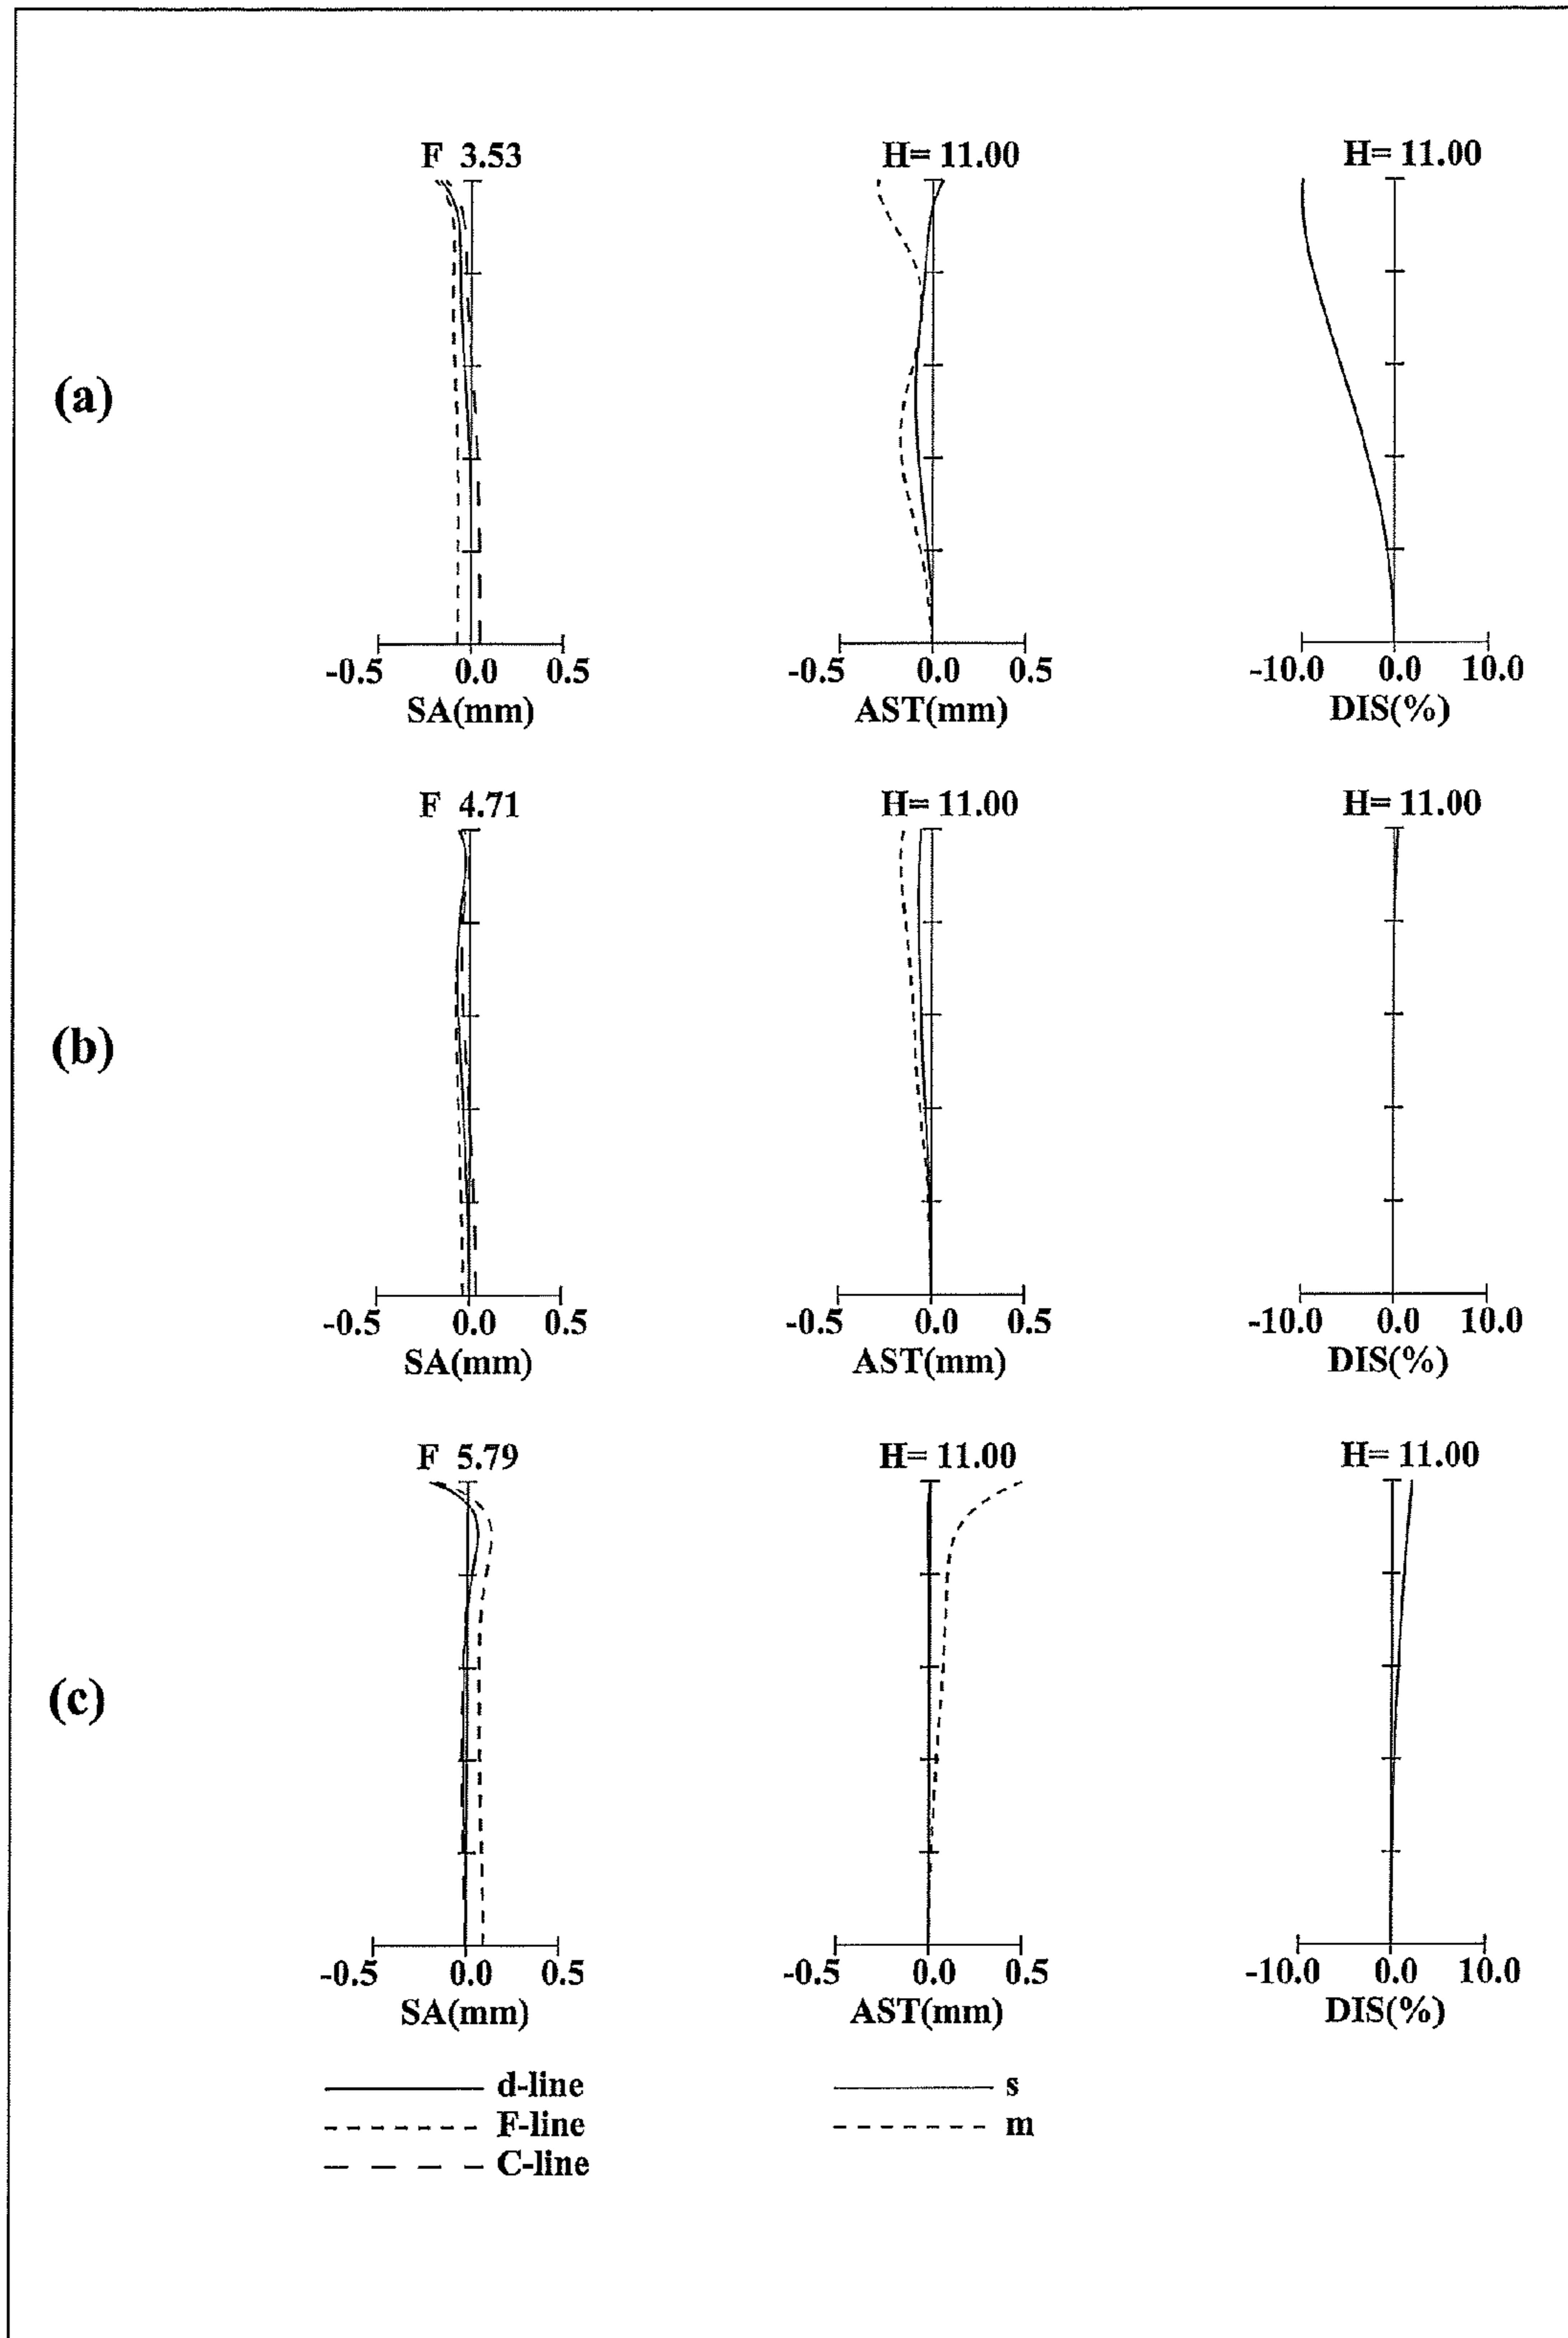 F 3.53 H= 11.00 H= 11.00
(a)
-0.5 0.0 0.5 -0.5 0.0 0.5 -10.0 0.0 10.0
SA(mm) AST(mm) DIS(%)
F 4.71 H= 11.00 H= 11.00
(b)
-0.5 0.0 0.5 -0.5 0.0 0.5 -10.0 0.0 10.0
SA(mm) AST(mm) DIS(%)
F 5.79 H= 11.00 H= 11.00
(c)
-0.5 0.0 0.5 -0.5 0.0 0.5 -10.0 0.0 10.0
SA(mm) AST(mm) DIS(%)
d-line s
F-line m
C-line